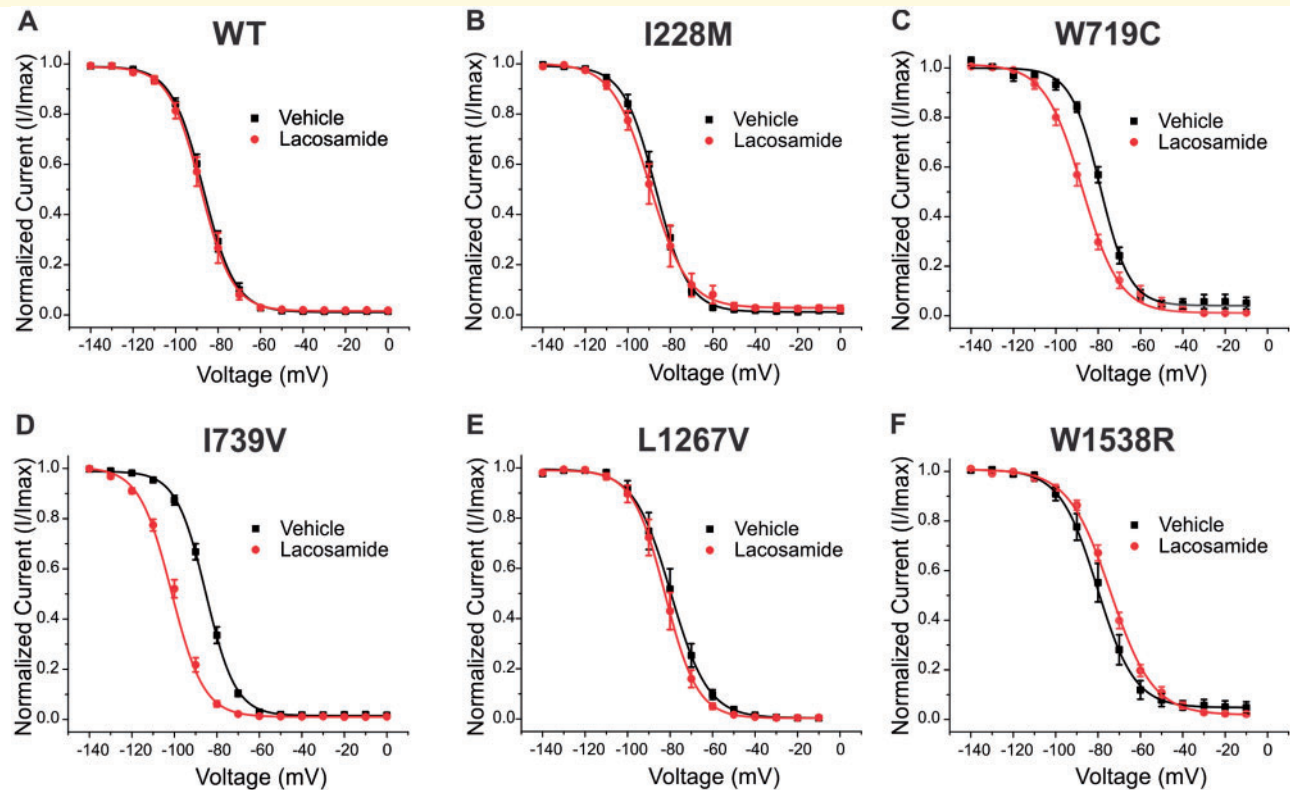 A WT
Normalized Current (I/Imax)
1.0
0.8
0.6
0.4
0.2
0.0
Vehicle
Lacosamide
-140 -120 -100 -80 -60 -40 -20 0
Voltage (mV)
B I228M
Normalized Current (I/Imax)
1.0
0.8
0.6
0.4
0.2
0.0
Vehicle
Lacosamide
-140 -120 -100 -80 -60 -40 -20 0
Voltage (mV)
C W719C
Normalized Current (I/Imax)
1.0
0.8
0.6
0.4
0.2
0.0
Vehicle
Lacosamide
-140 -120 -100 -80 -60 -40 -20 0
Voltage (mV)
D I739V
Normalized Current (I/Imax)
1.0
0.8
0.6
0.4
0.2
0.0
Vehicle
Lacosamide
-140 -120 -100 -80 -60 -40 -20 0
Voltage (mV)
E L1267V
Normalized Current (I/Imax)
1.0
0.8
0.6
0.4
0.2
0.0
Vehicle
Lacosamide
-140 -120 -100 -80 -60 -40 -20 0
Voltage (mV)
F W1538R
Normalized Current (I/Imax)
1.0
0.8
0.6
0.4
0.2
0.0
Vehicle
Lacosamide
-140 -120 -100 -80 -60 -40 -20 0
Voltage (mV)